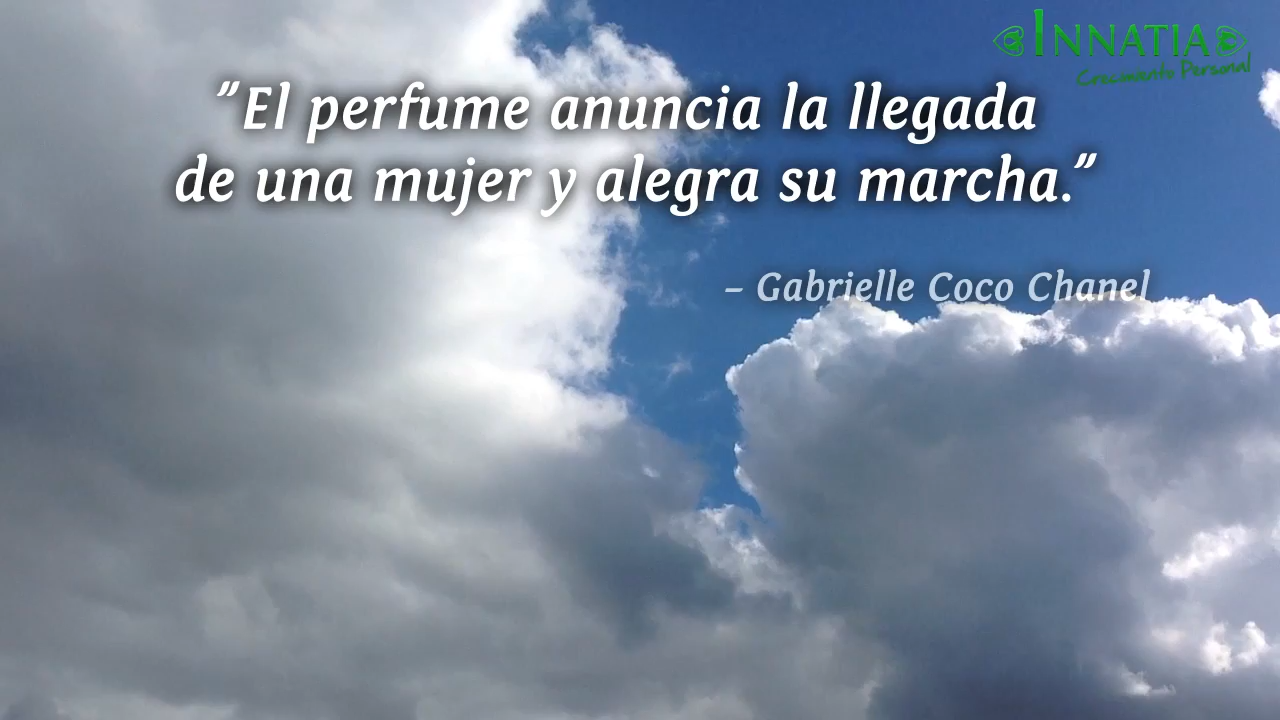 INNATIA
Crecimiento Personal
"El perfume anuncia la llegada
de una mujer y alegra su marcha."
– Gabrielle Coco Chanel